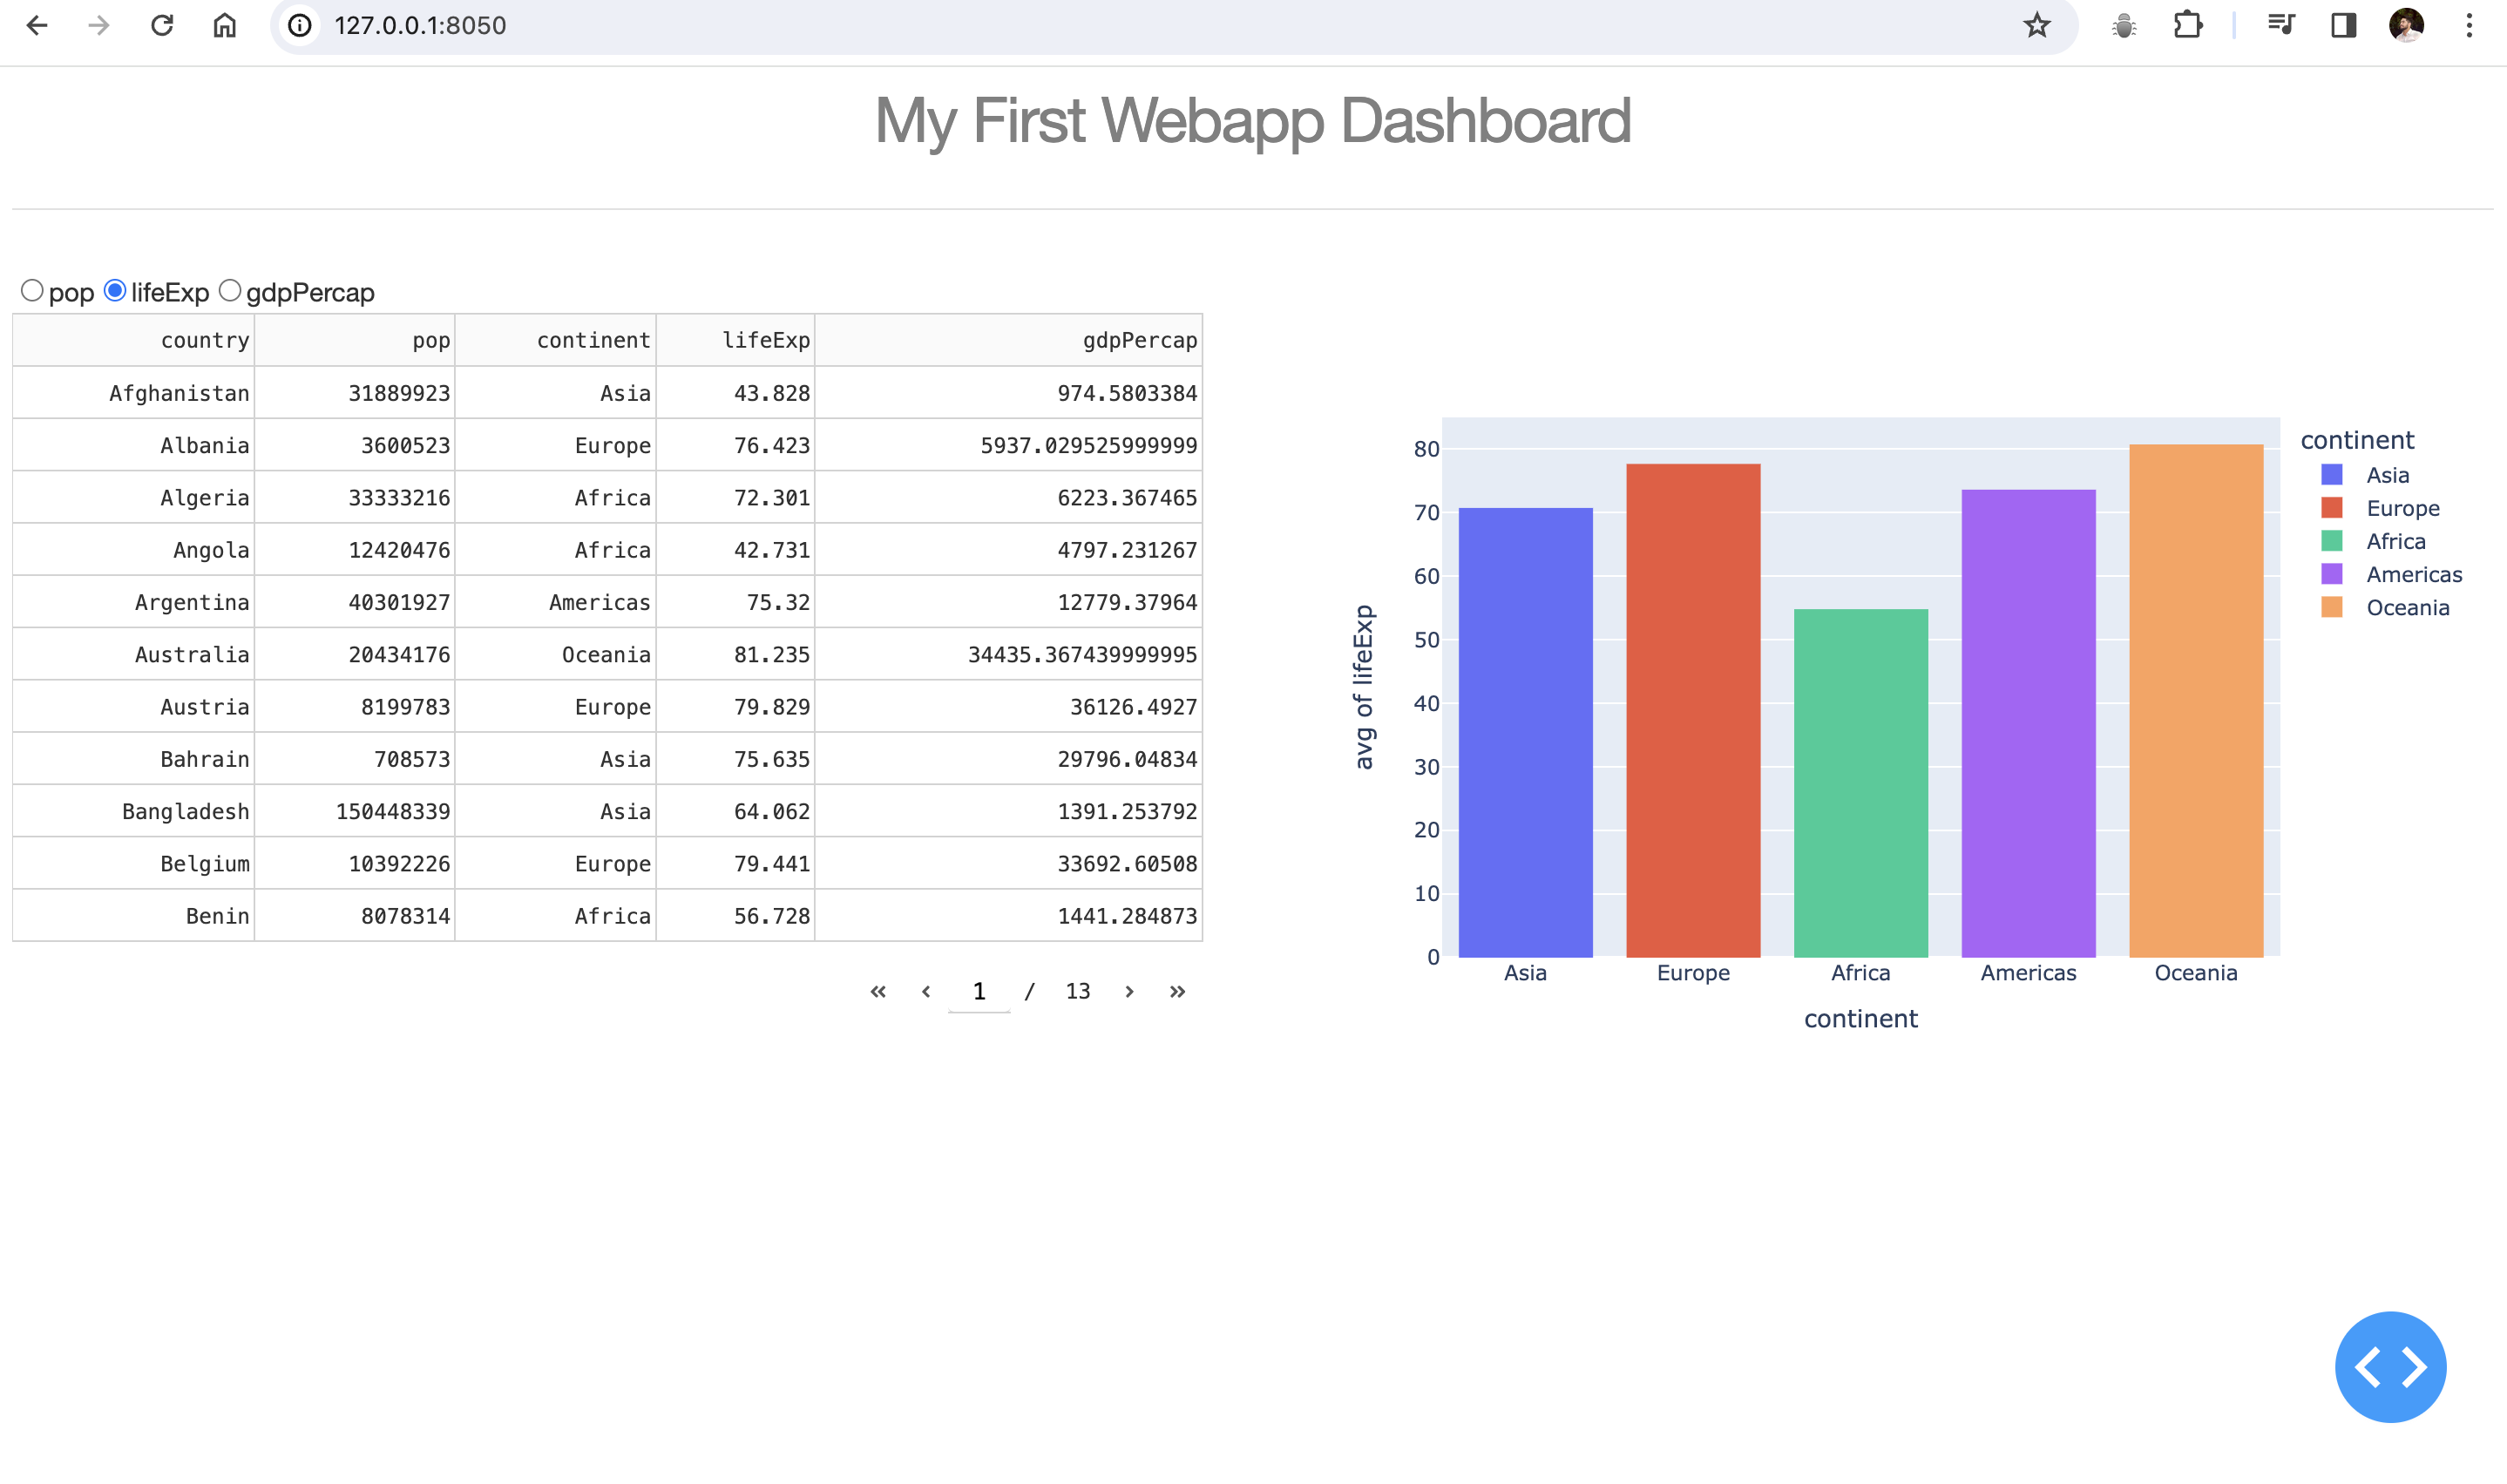 127.0.0.1:8050
My First Webapp Dashboard
pop lifeExp gdpPercap
country pop continent lifeExp gdpPercap
Afghanistan 31889923 Asia 43.828 974.5803384
Albania 3600523 Europe 76.423 5937.029525999999
Algeria 33333216 Africa 72.301 6223.367465
Angola 12420476 Africa 42.731 4797.231267
Argentina 40301927 Americas 75.32 12779.37964
Australia 20434176 Oceania 81.235 34435.367439999995
Austria 8199783 Europe 79.829 36126.4927
Bahrain 708573 Asia 75.635 29796.04834
Bangladesh 150448339 Asia 64.062 1391.253792
Belgium 10392226 Europe 79.441 33692.60508
Benin 8078314 Africa 56.728 1441.284873
« ‹ 1 / 13 › »
avg of lifeExp
80
70
60
50
40
30
20
10
0
Asia Europe Africa Americas Oceania
continent
continent
Asia
Europe
Africa
Americas
Oceania